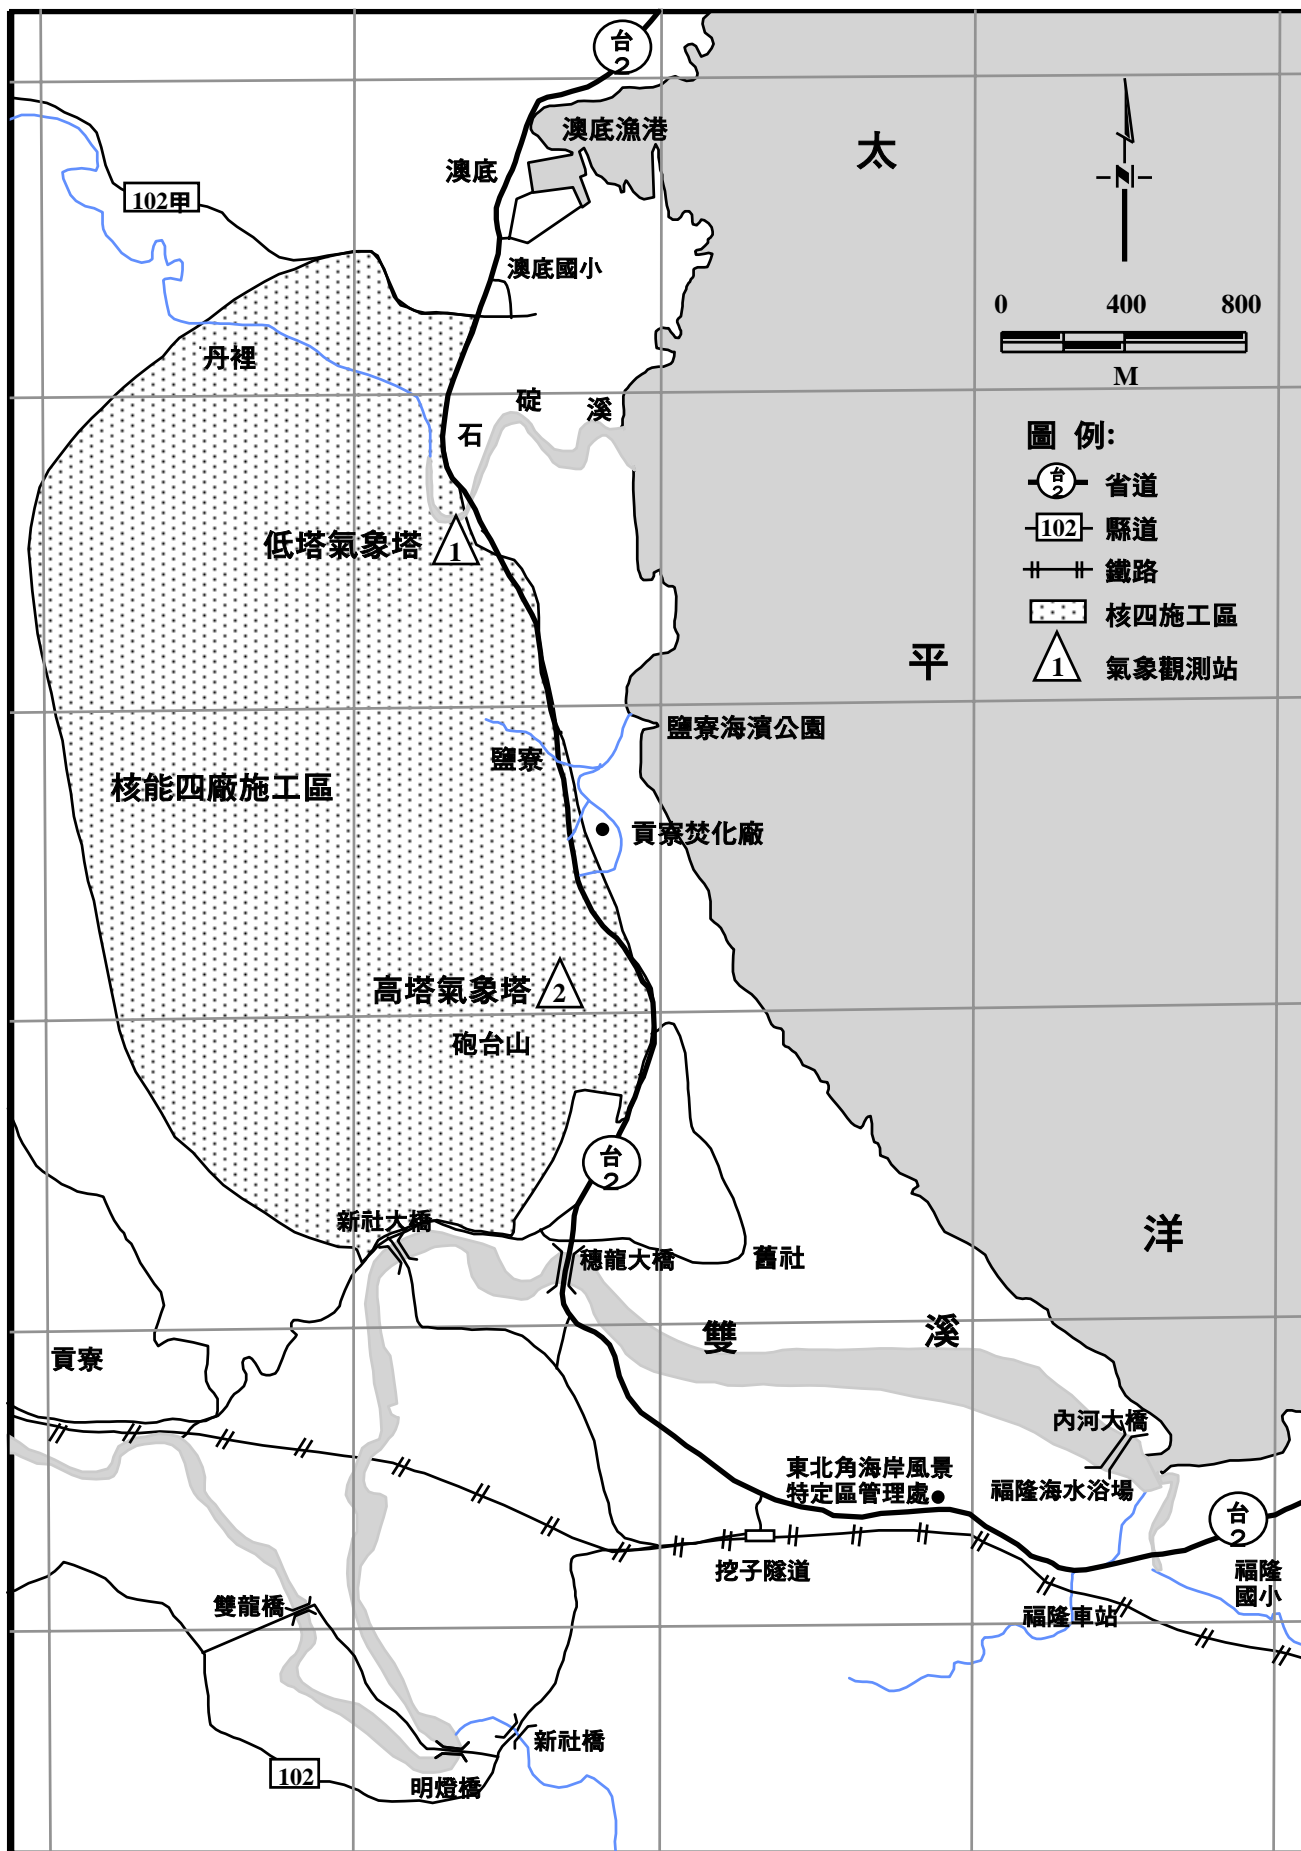 台
2
澳底漁港
太
澳底
102甲
N
澳底國小
0 400 800
M
丹裡
碇
溪
石
圖 例:
台
2
省道
102
縣道
鐵路
核四施工區
1
氣象觀測站
低塔氣象塔
1
平
鹽寮海濱公園
鹽寮
核能四廠施工區
貢寮焚化廠
高塔氣象塔
2
砲台山
台
2
新社大橋
穗龍大橋
舊社
洋
雙
溪
貢寮
內河大橋
東北角海岸風景
特定區管理處
福隆海水浴場
台
2
挖子隧道
福隆
國小
雙龍橋
福隆車站
新社橋
102
明燈橋